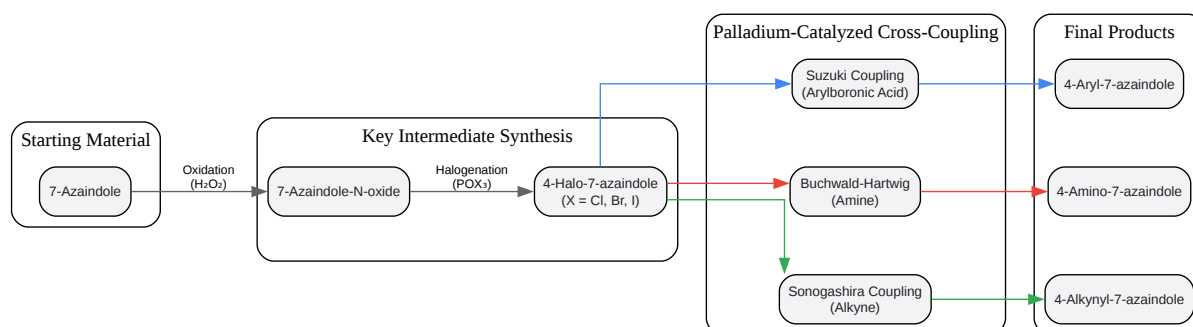 Palladium-Catalyzed Cross-Coupling
Final Products
Suzuki Coupling
(Arylboronic Acid)
4-Aryl-7-azaindole
Starting Material
Key Intermediate Synthesis
7-Azaindole
Oxidation
(H₂O₂)
7-Azaindole-N-oxide
Halogenation
(POX₃)
4-Halo-7-azaindole
(X = Cl, Br, I)
Buchwald-Hartwig
(Amine)
4-Amino-7-azaindole
Sonogashira Coupling
(Alkyne)
4-Alkynyl-7-azaindole